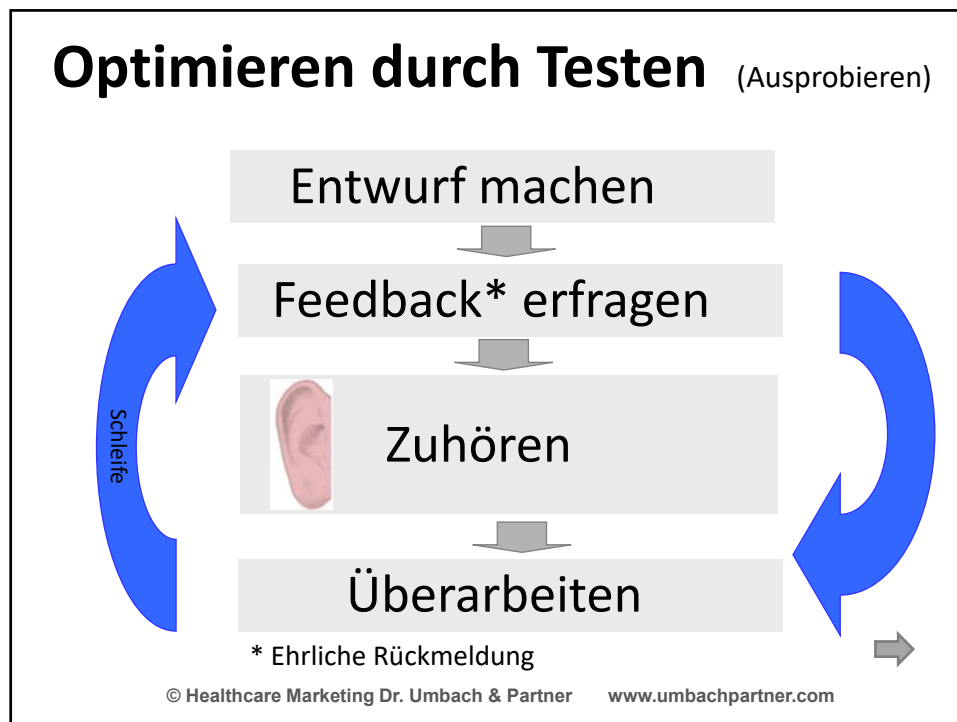 Optimieren durch Testen (Ausprobieren)
Entwurf machen
Feedback* erfragen
Schleife
Zuhören
Überarbeiten
* Ehrliche Rückmeldung
© Healthcare Marketing Dr. Umbach & Partner www.umbachpartner.com